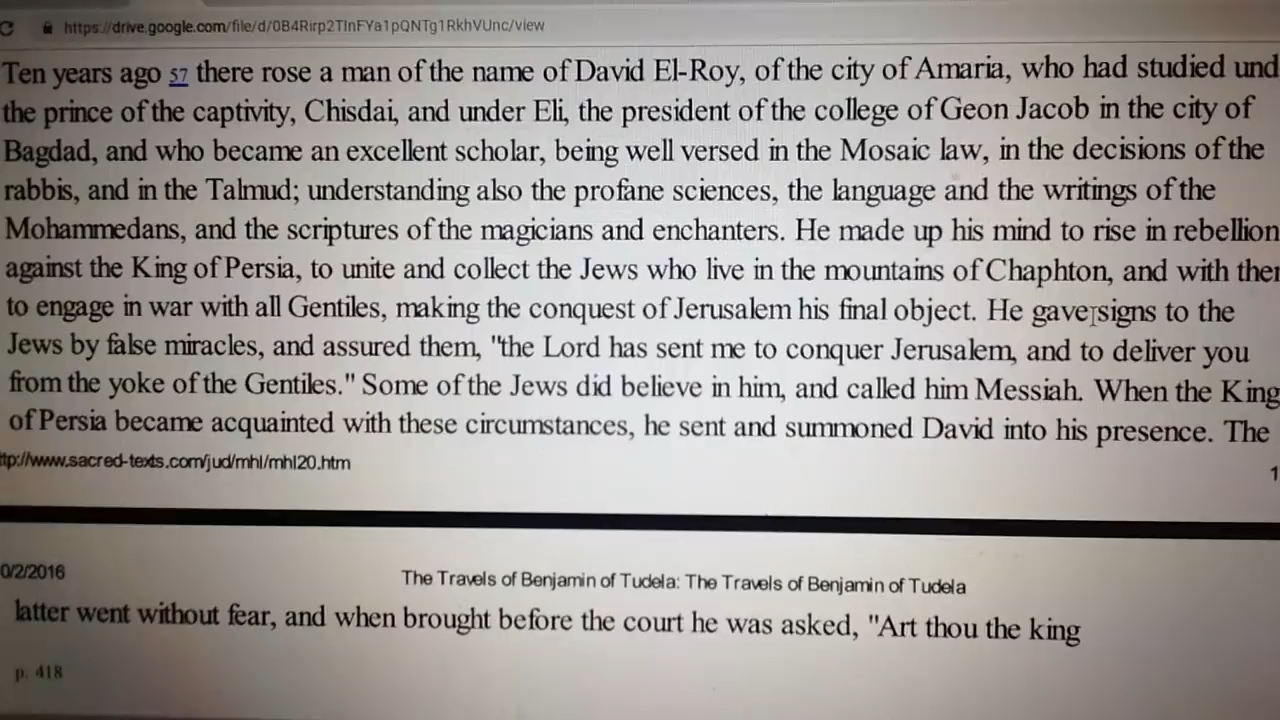 https://drive.google.com/file/d/0B4Rirp2TlnFYa1pQNTg1RkhVUnc/view
Ten years ago 57 there rose a man of the name of David El-Roy, of the city of Amaria, who had studied und
the prince of the captivity, Chisdai, and under Eli, the president of the college of Geon Jacob in the city of
Bagdad, and who became an excellent scholar, being well versed in the Mosaic law, in the decisions of the
rabbis, and in the Talmud; understanding also the profane sciences, the language and the writings of the
Mohammedans, and the scriptures of the magicians and enchanters. He made up his mind to rise in rebellion
against the King of Persia, to unite and collect the Jews who live in the mountains of Chaphton, and with ther
to engage in war with all Gentiles, making the conquest of Jerusalem his final object. He gave signs to the
Jews by false miracles, and assured them, "the Lord has sent me to conquer Jerusalem, and to deliver you
from the yoke of the Gentiles." Some of the Jews did believe in him, and called him Messiah. When the King
of Persia became acquainted with these circumstances, he sent and summoned David into his presence. The
ttp://www.sacred-texts.com/jud/mhl/mhl20.htm 1
0/2/2016 The Travels of Benjamin of Tudela: The Travels of Benjamin of Tudela
latter went without fear, and when brought before the court he was asked, "Art thou the king
p. 418